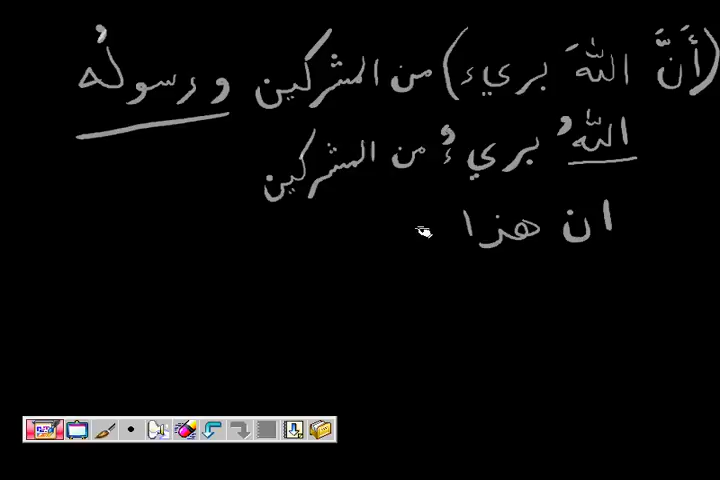 (أَنَّ اللهَ بريء) من المشركين ورسولُه
اللهُ بريءُ من المشركين
ان هذا